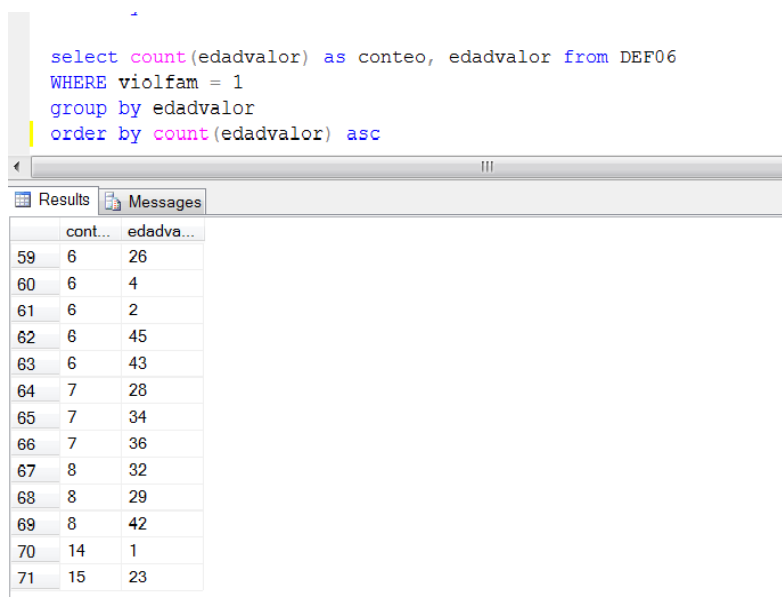 select count(edadvalor) as conteo, edadvalor from DEF06
WHERE violfam = 1
group by edadvalor
order by count(edadvalor) asc
Results Messages
cont... edadva...
59 6 26
60 6 4
61 6 2
62 6 45
63 6 43
64 7 28
65 7 34
66 7 36
67 8 32
68 8 29
69 8 42
70 14 1
71 15 23